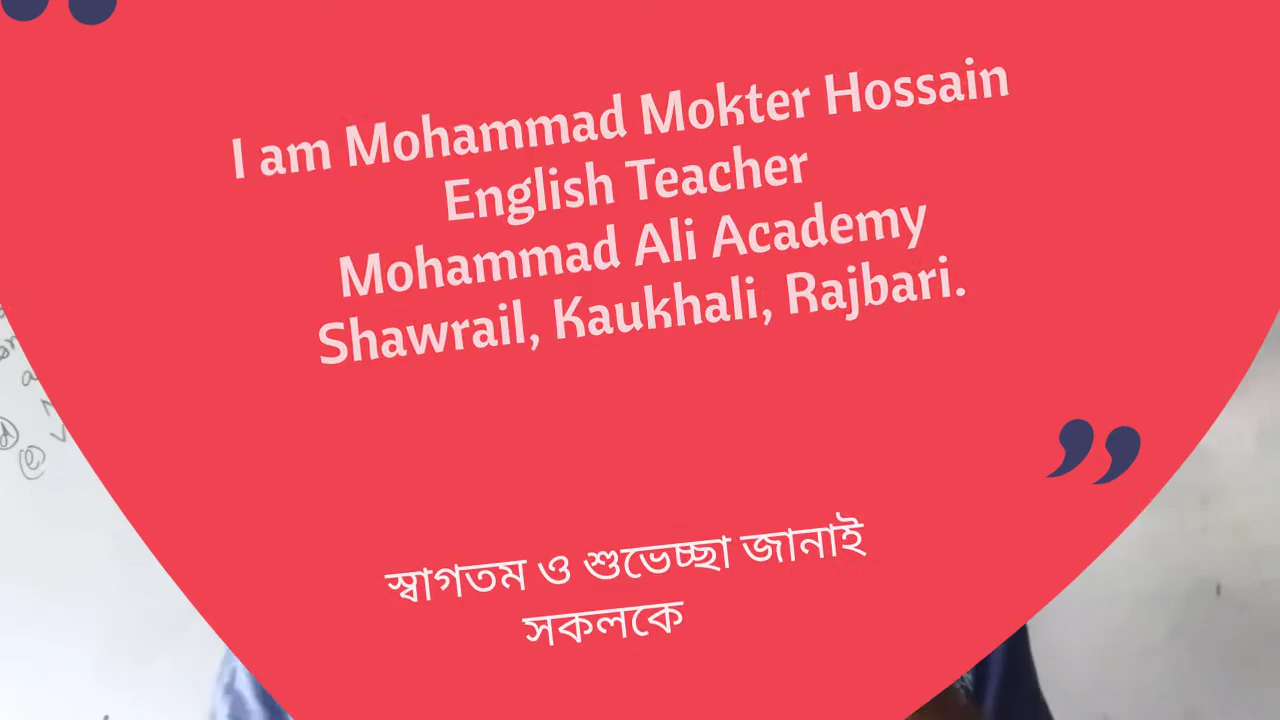 I am Mohammad Mokter Hossain
English Teacher
Mohammad Ali Academy
Shawrail, Kaukhali, Rajbari.
স্বাগতম ও শুভেচ্ছা জানাই
সকলকে